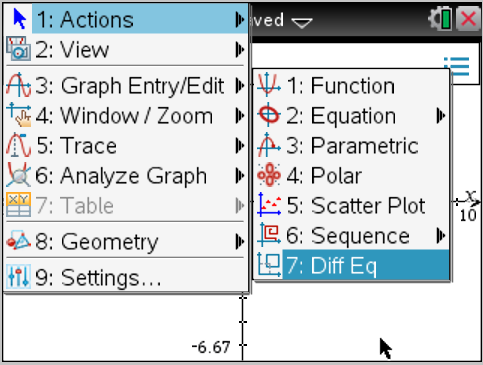 1: Actions
ved
2: View
3: Graph Entry/Edit
4: Window / Zoom
5: Trace
6: Analyze Graph
7: Table
8: Geometry
9: Settings...
1: Function
2: Equation
3: Parametric
4: Polar
5: Scatter Plot
6: Sequence
7: Diff Eq
x
10
-6.67